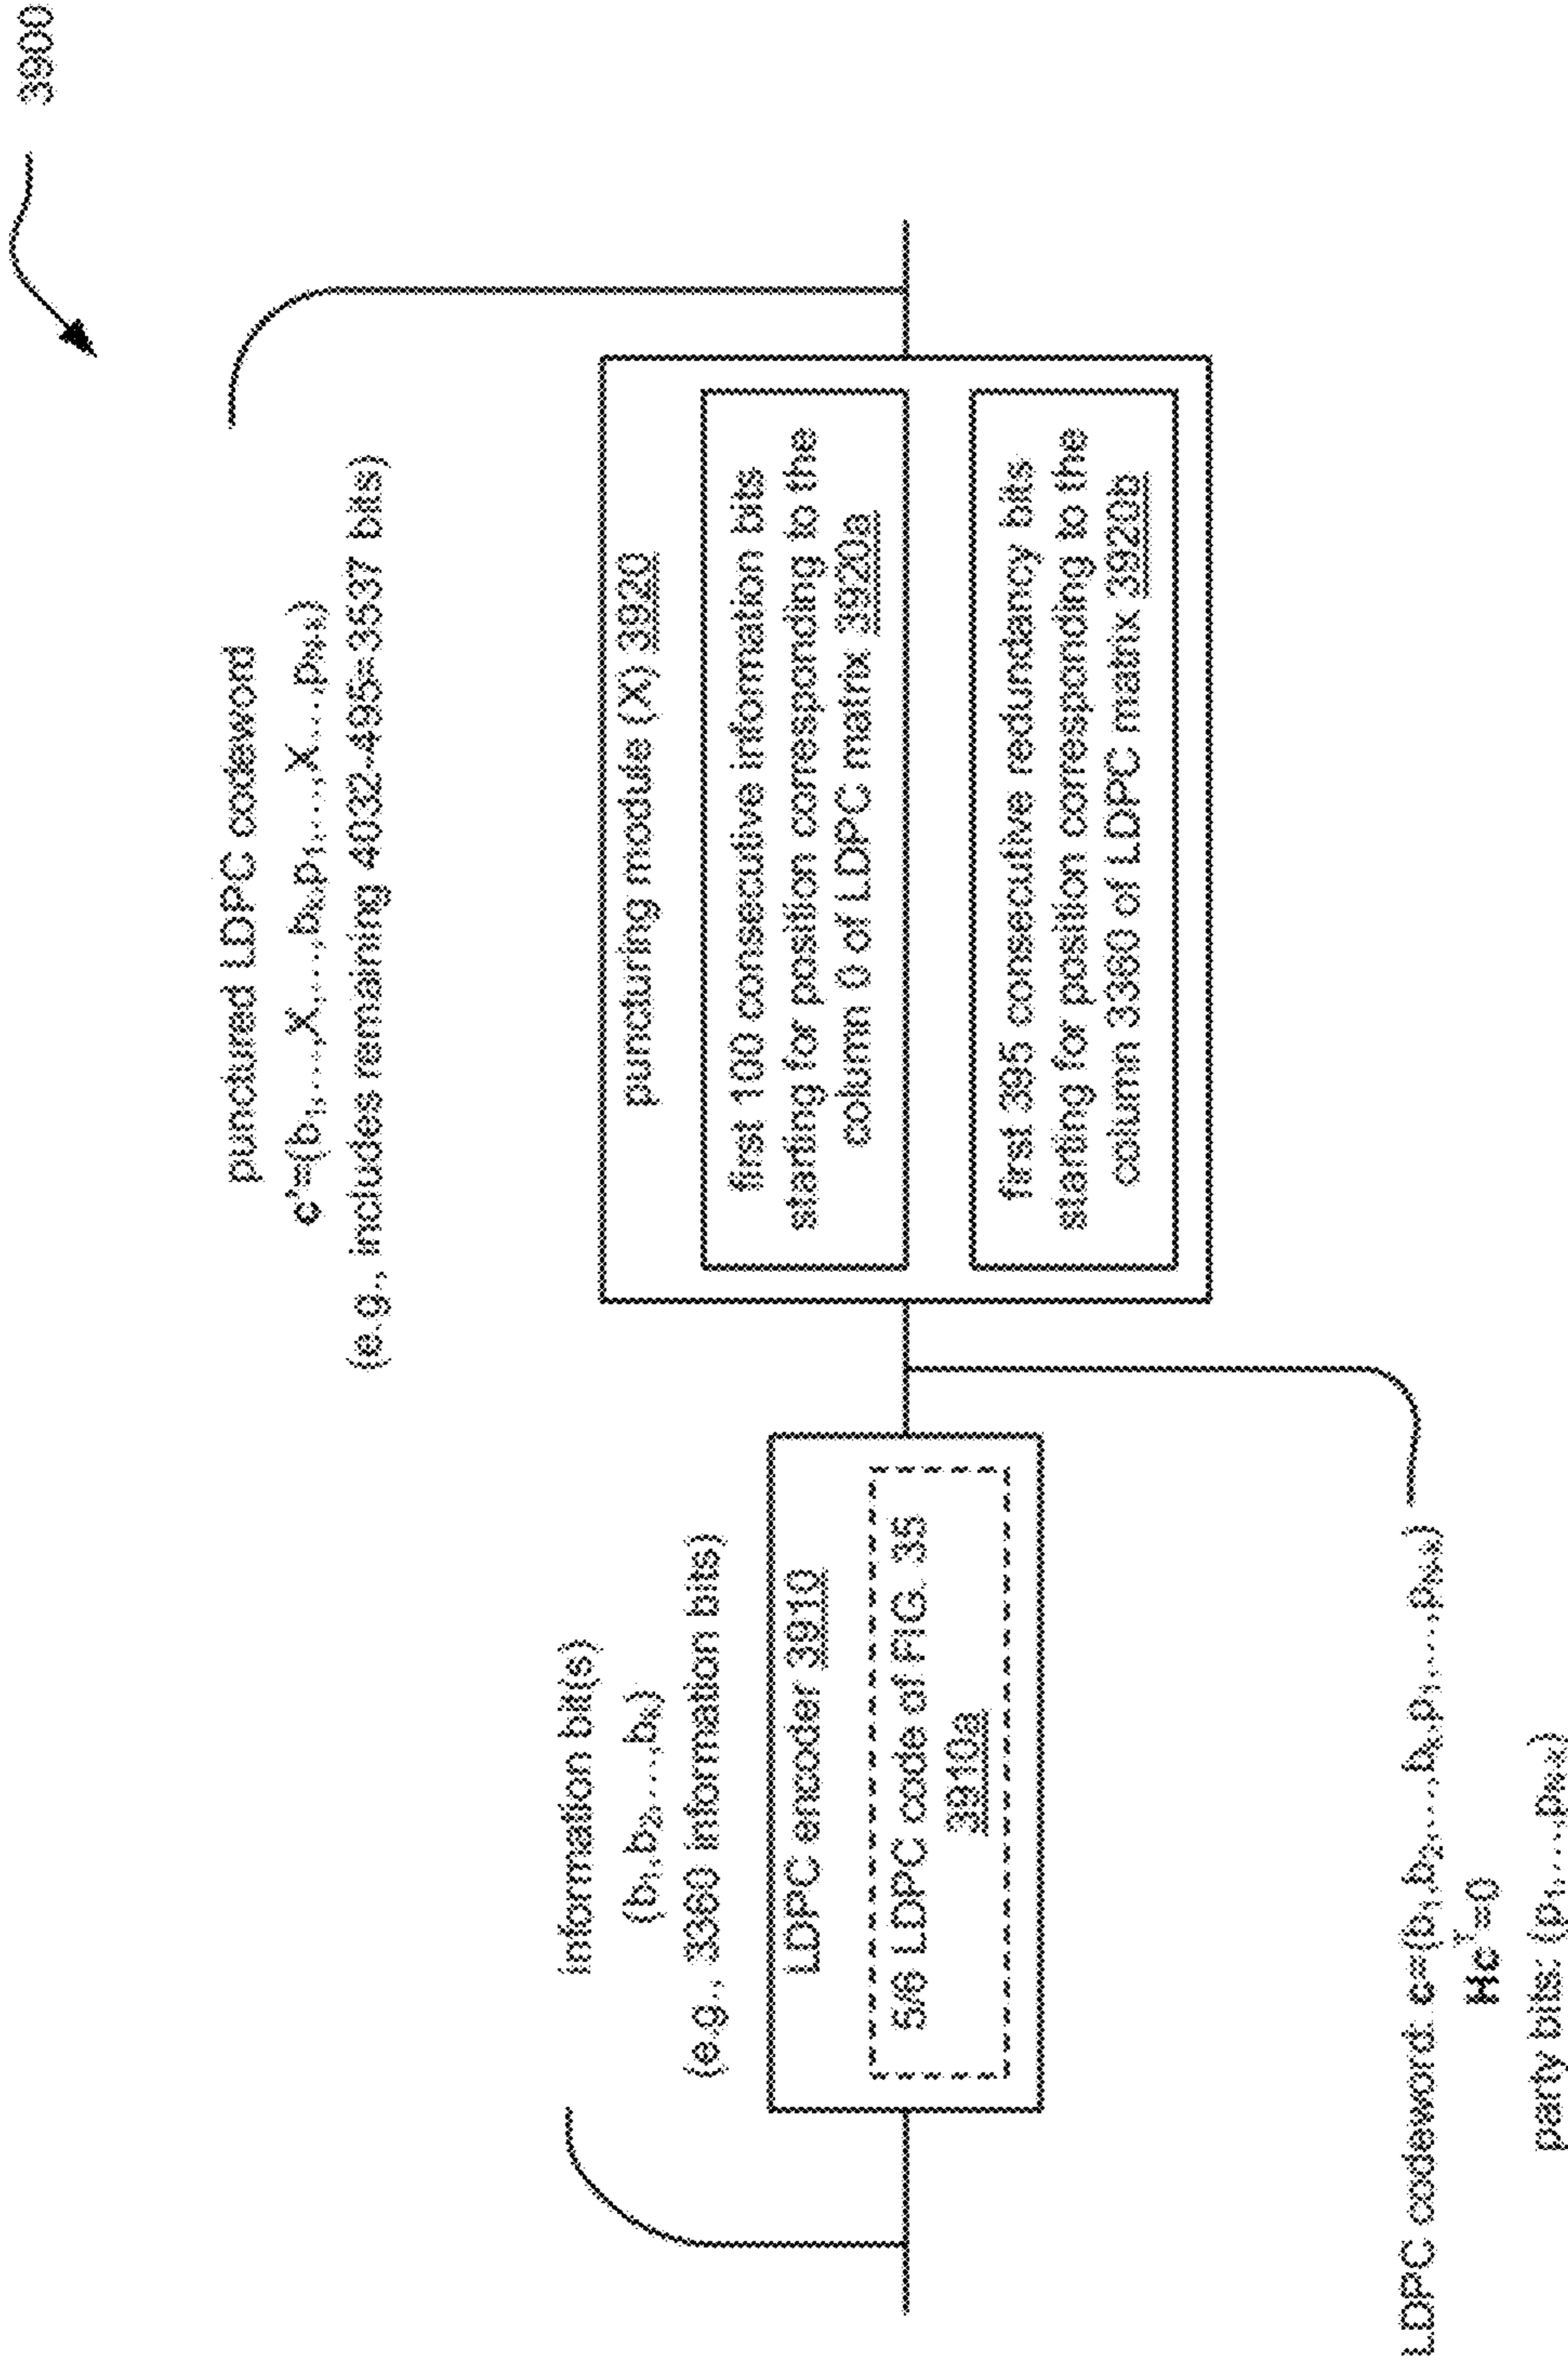 3900
punctured LDPC codeword
c'=(b1,...,X,...,bk,p1,...,X,...,pN-k)
(e.g., includes remaining 4032-495=3537 bits)
information bit(s)
(b1,b2,...,bk)
(e.g., 3360 information bits)
LDPC encoder 3910
5/6 LDPC code of FIG. 35
3910a
puncturing module (X) 3920
first 100 consecutive information bits
starting for position corresponding to the
column 0 of LDPC matrix 3920a
first 395 consecutive redundancy bits
starting for position corresponding to the
column 3360 of LDPC matrix 3920b
LDPC codeword: c=(b1,b2,...,bk,p1,...,pN-k)
Hc^T=0
party bits: (p1,...,pN-k)